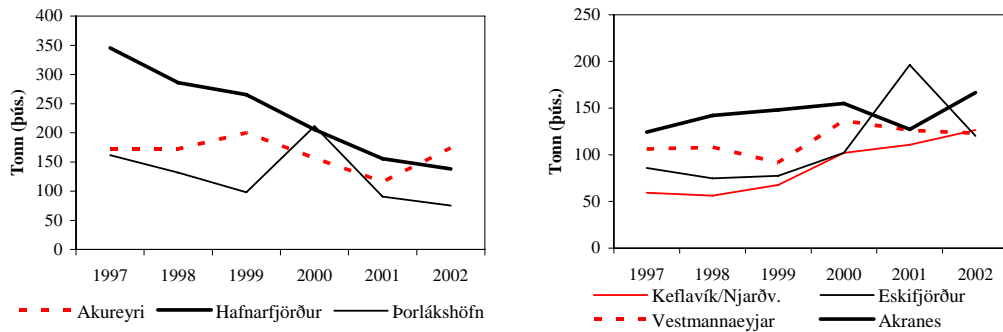 Tonn (þús.)
400
350
300
250
200
150
100
50
0
1997 1998 1999 2000 2001 2002
Akureyri Hafnarfjörður Þorlákshöfn
Tonn (þús.)
250
200
150
100
50
0
1997 1998 1999 2000 2001 2002
Keflavík/Njarðv. Eskifjörður
Vestmannaeyjar Akranes